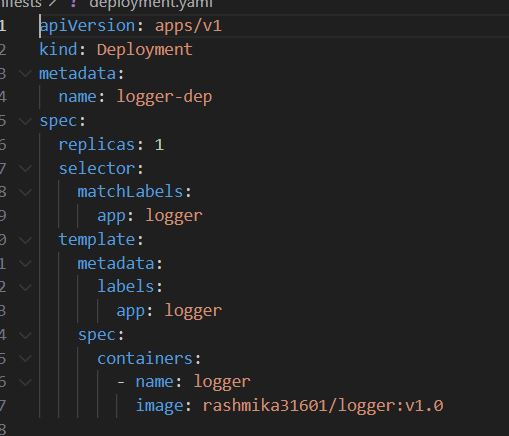 nifests > ! deployment.yaml
1 apiVersion: apps/v1
2 kind: Deployment
3 metadata:
4   name: logger-dep
5 spec:
6   replicas: 1
7   selector:
8     matchLabels:
9       app: logger
0   template:
1     metadata:
2       labels:
3         app: logger
4     spec:
5       containers:
6         - name: logger
7           image: rashmika31601/logger:v1.0
8